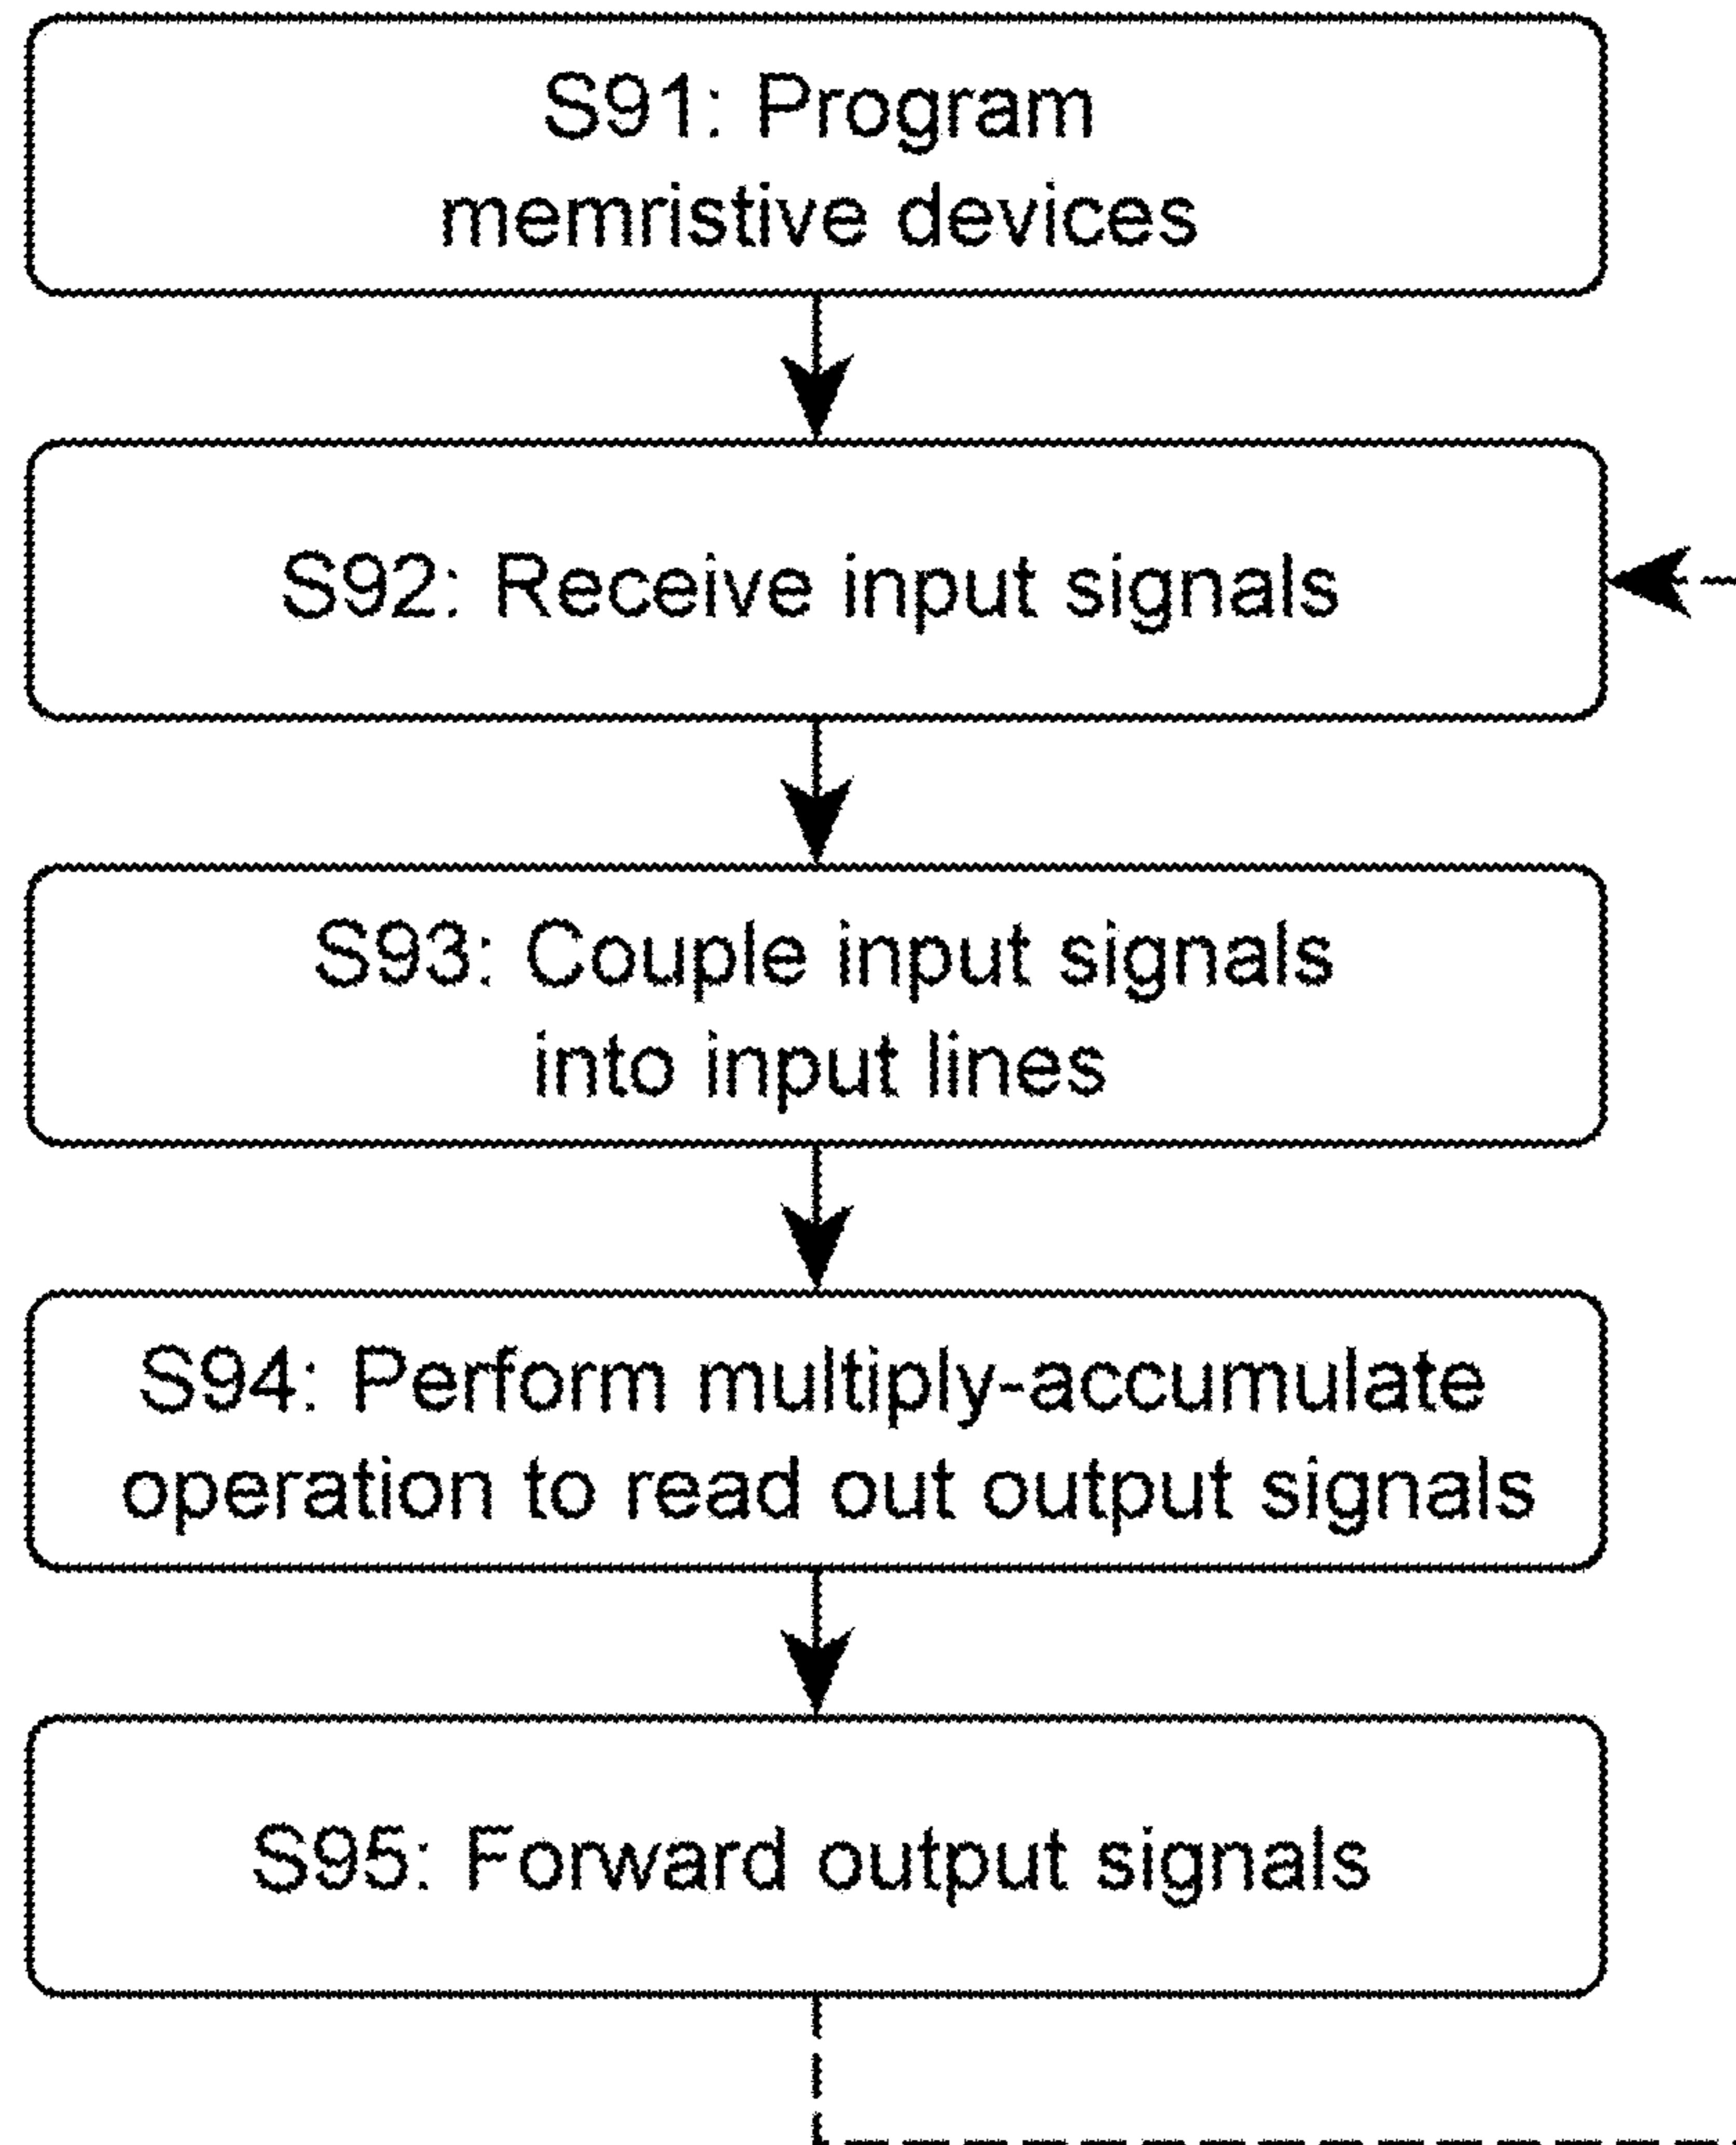 S91: Program
memristive devices
S92: Receive input signals
S93: Couple input signals
into input lines
S94: Perform multiply-accumulate
operation to read out output signals
S95: Forward output signals